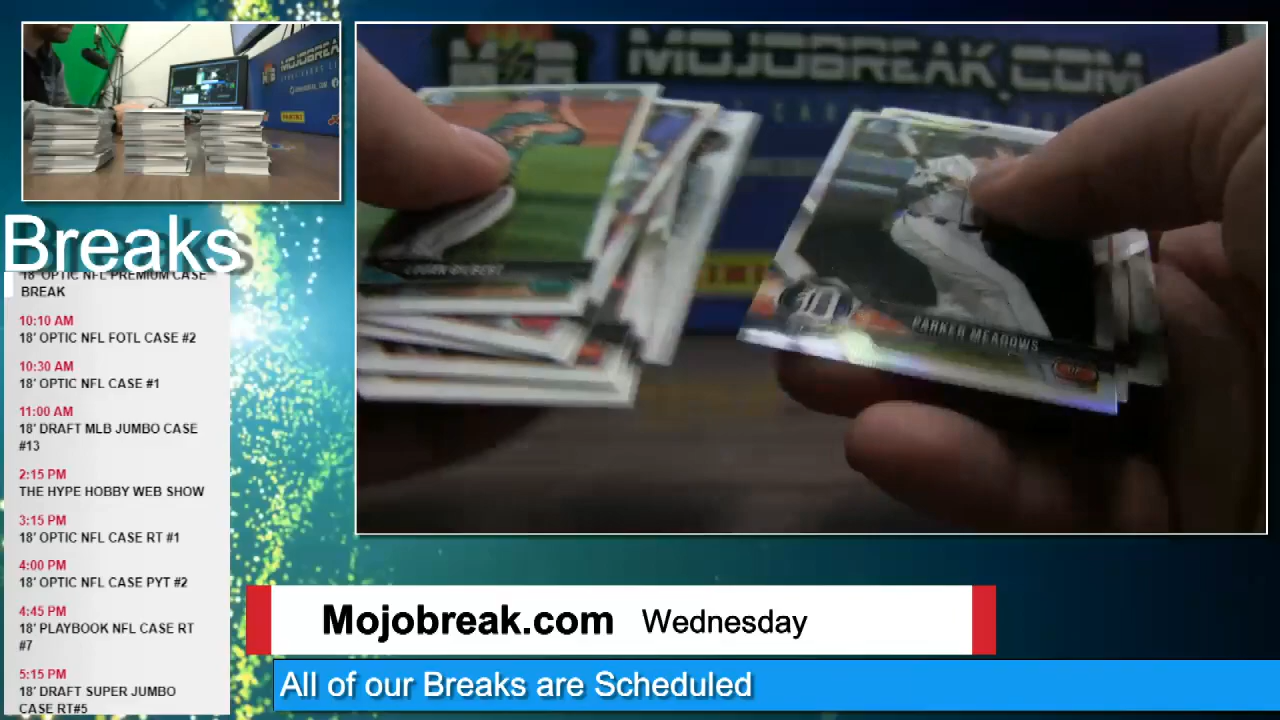 MOJOBREAK.COM
Breaks
18' OPTIC NFL PREMIUM CASE
BREAK
10:10 AM
18' OPTIC NFL FOTL CASE #2
10:30 AM
18' OPTIC NFL CASE #1
11:00 AM
18' DRAFT MLB JUMBO CASE
#13
2:15 PM
THE HYPE HOBBY WEB SHOW
3:15 PM
18' OPTIC NFL CASE RT #1
4:00 PM
18' OPTIC NFL CASE PYT #2
4:45 PM
18' PLAYBOOK NFL CASE RT
#7
5:15 PM
18' DRAFT SUPER JUMBO
CASE RT#5
MOJOBREAK.COM
LOGAN GILBERT
PARKER MEADOWS
Mojobreak.com Wednesday
All of our Breaks are Scheduled